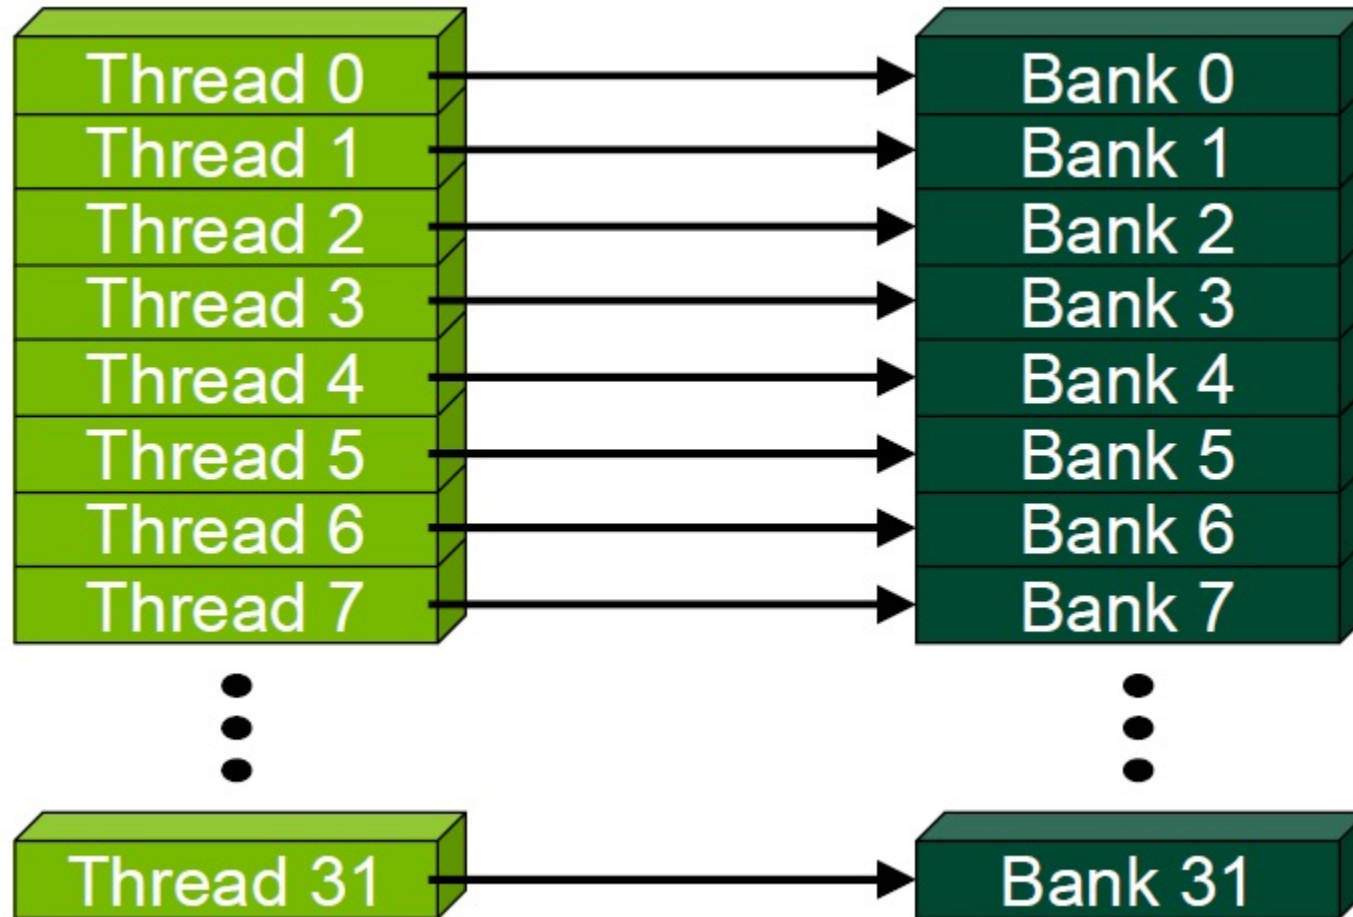 Thread 0
Bank 0
Thread 1
Bank 1
Thread 2
Bank 2
Thread 3
Bank 3
Thread 4
Bank 4
Thread 5
Bank 5
Thread 6
Bank 6
Thread 7
Bank 7
Thread 31
Bank 31